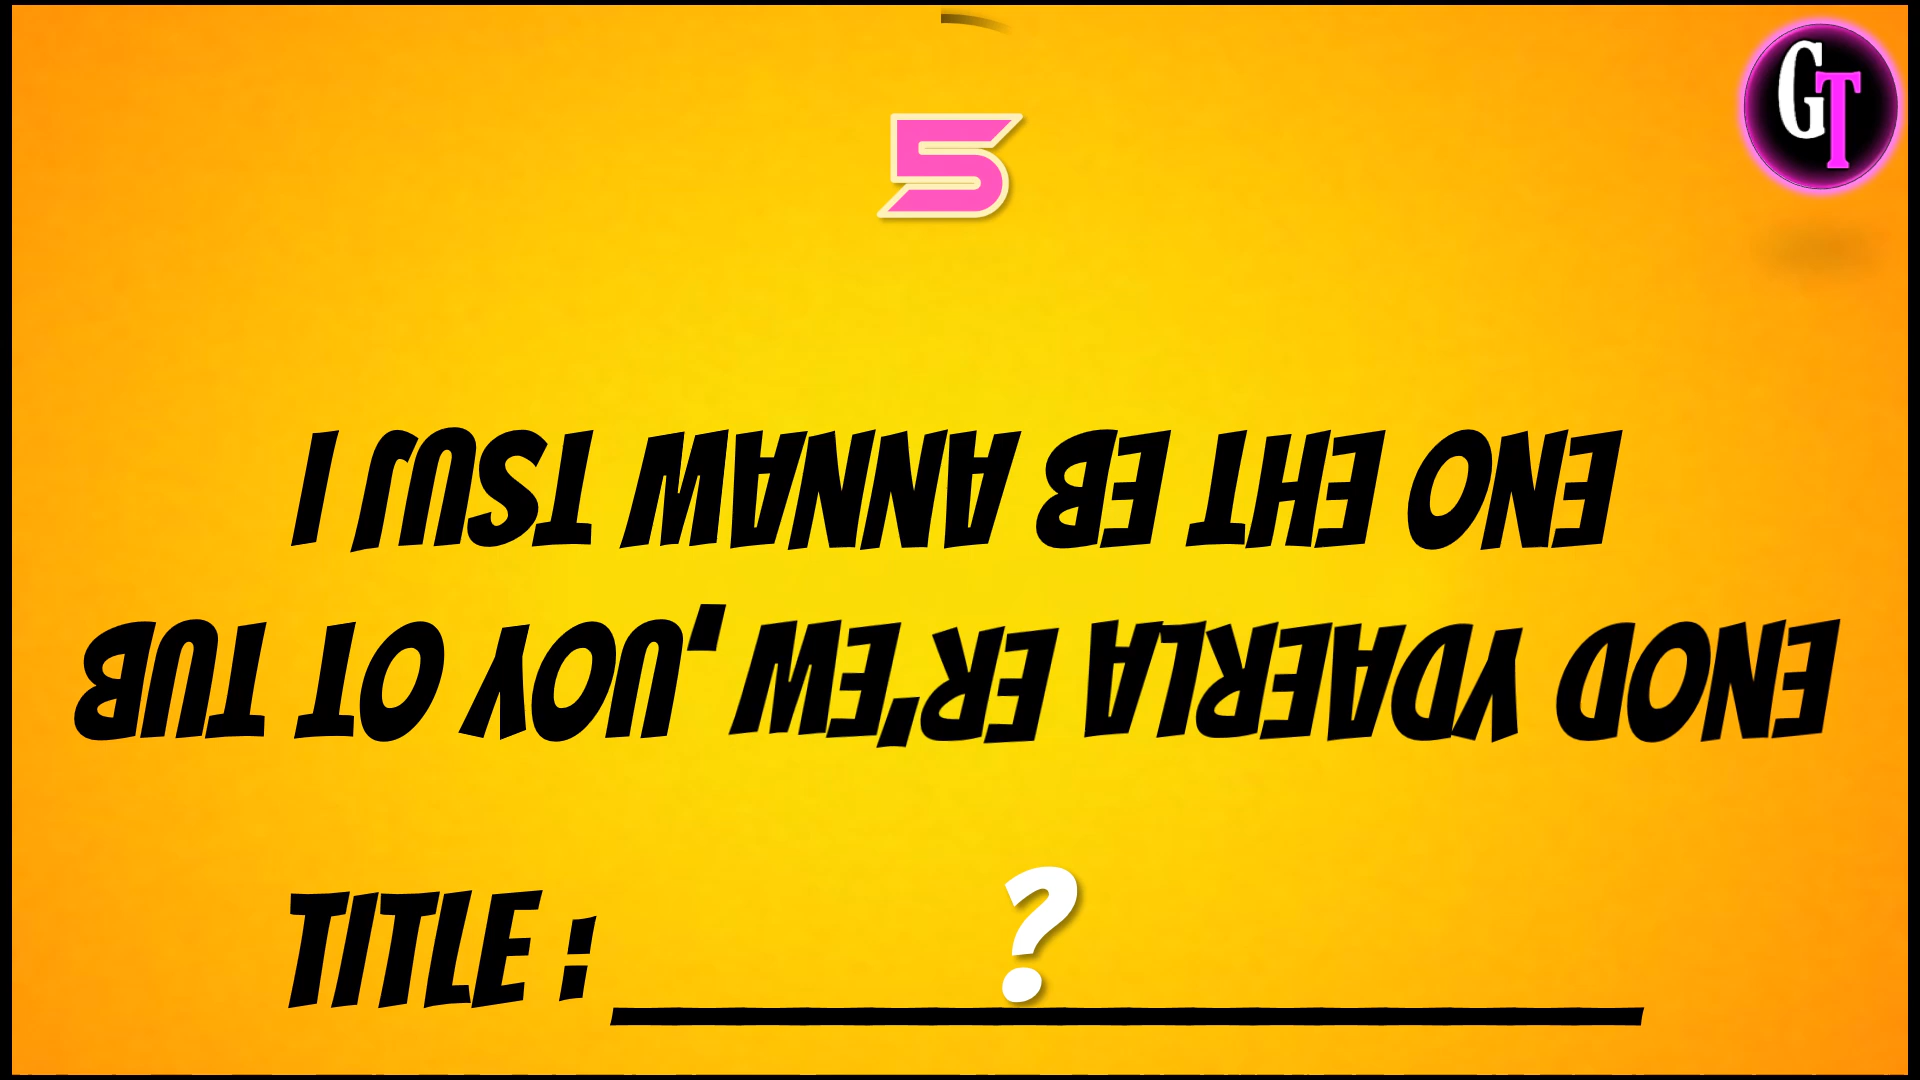 GT
5
I JUST WANNA BE THE ONE
BUT TO YOU, WE'RE ALREADY DONE
TITLE : ?